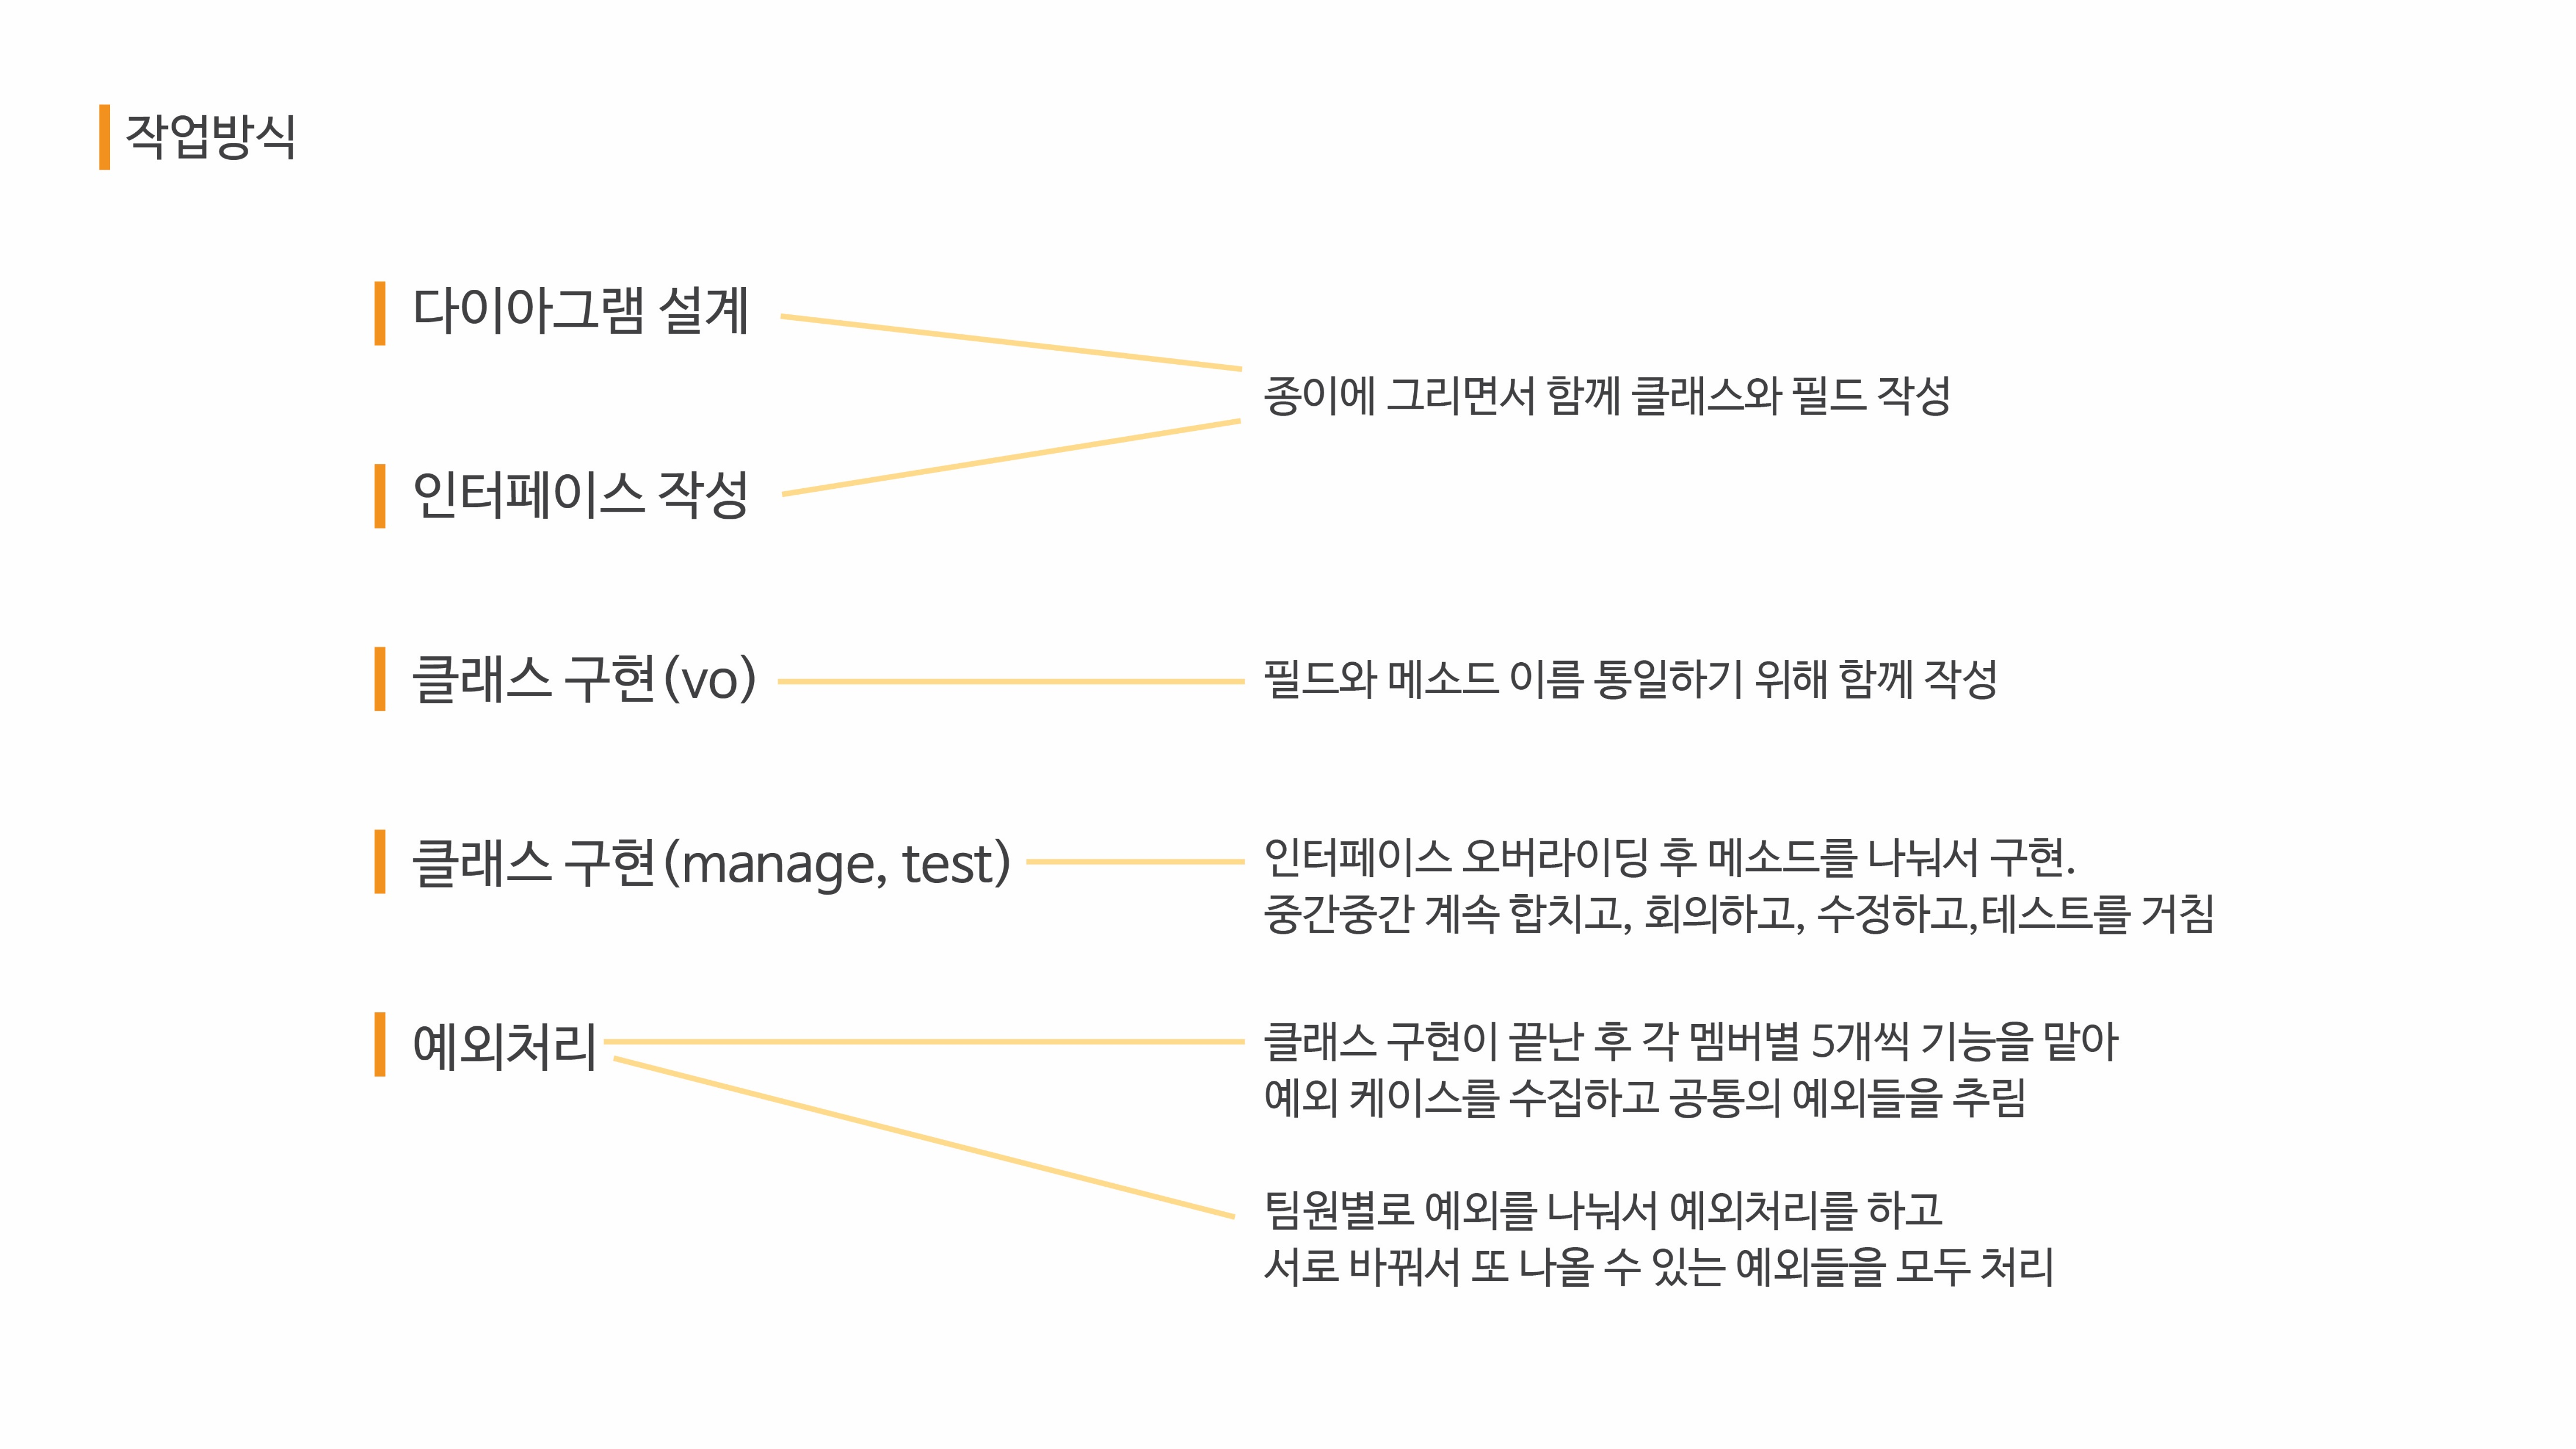 작업방식
다이아그램 설계
종이에 그리면서 함께 클래스와 필드 작성
인터페이스 작성
클래스 구현(vo)
필드와 메소드 이름 통일하기 위해 함께 작성
클래스 구현(manage, test)
인터페이스 오버라이딩 후 메소드를 나눠서 구현.
중간중간 계속 합치고, 회의하고, 수정하고,테스트를 거침
예외처리
클래스 구현이 끝난 후 각 멤버별 5개씩 기능을 맡아
예외 케이스를 수집하고 공통의 예외들을 추림
팀원별로 예외를 나눠서 예외처리를 하고
서로 바꿔서 또 나올 수 있는 예외들을 모두 처리